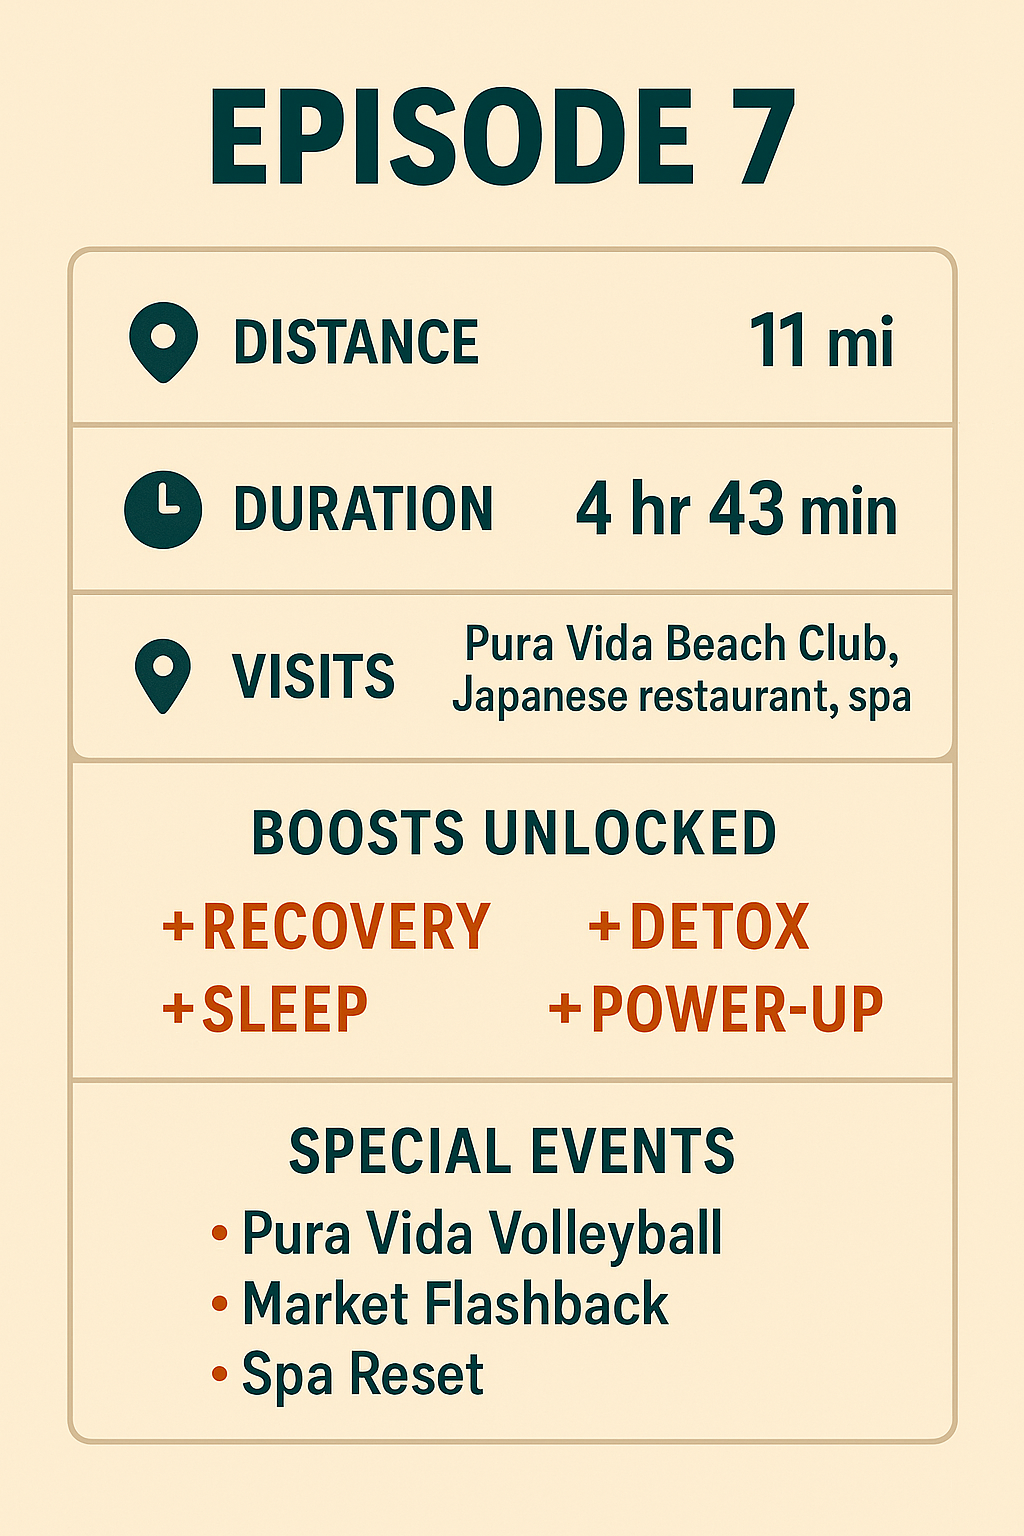 EPISODE 7
DISTANCE 11 mi
DURATION 4 hr 43 min
VISITS Pura Vida Beach Club,
Japanese restaurant, spa
BOOSTS UNLOCKED
+RECOVERY +DETOX
+SLEEP +POWER-UP
SPECIAL EVENTS
• Pura Vida Volleyball
• Market Flashback
• Spa Reset